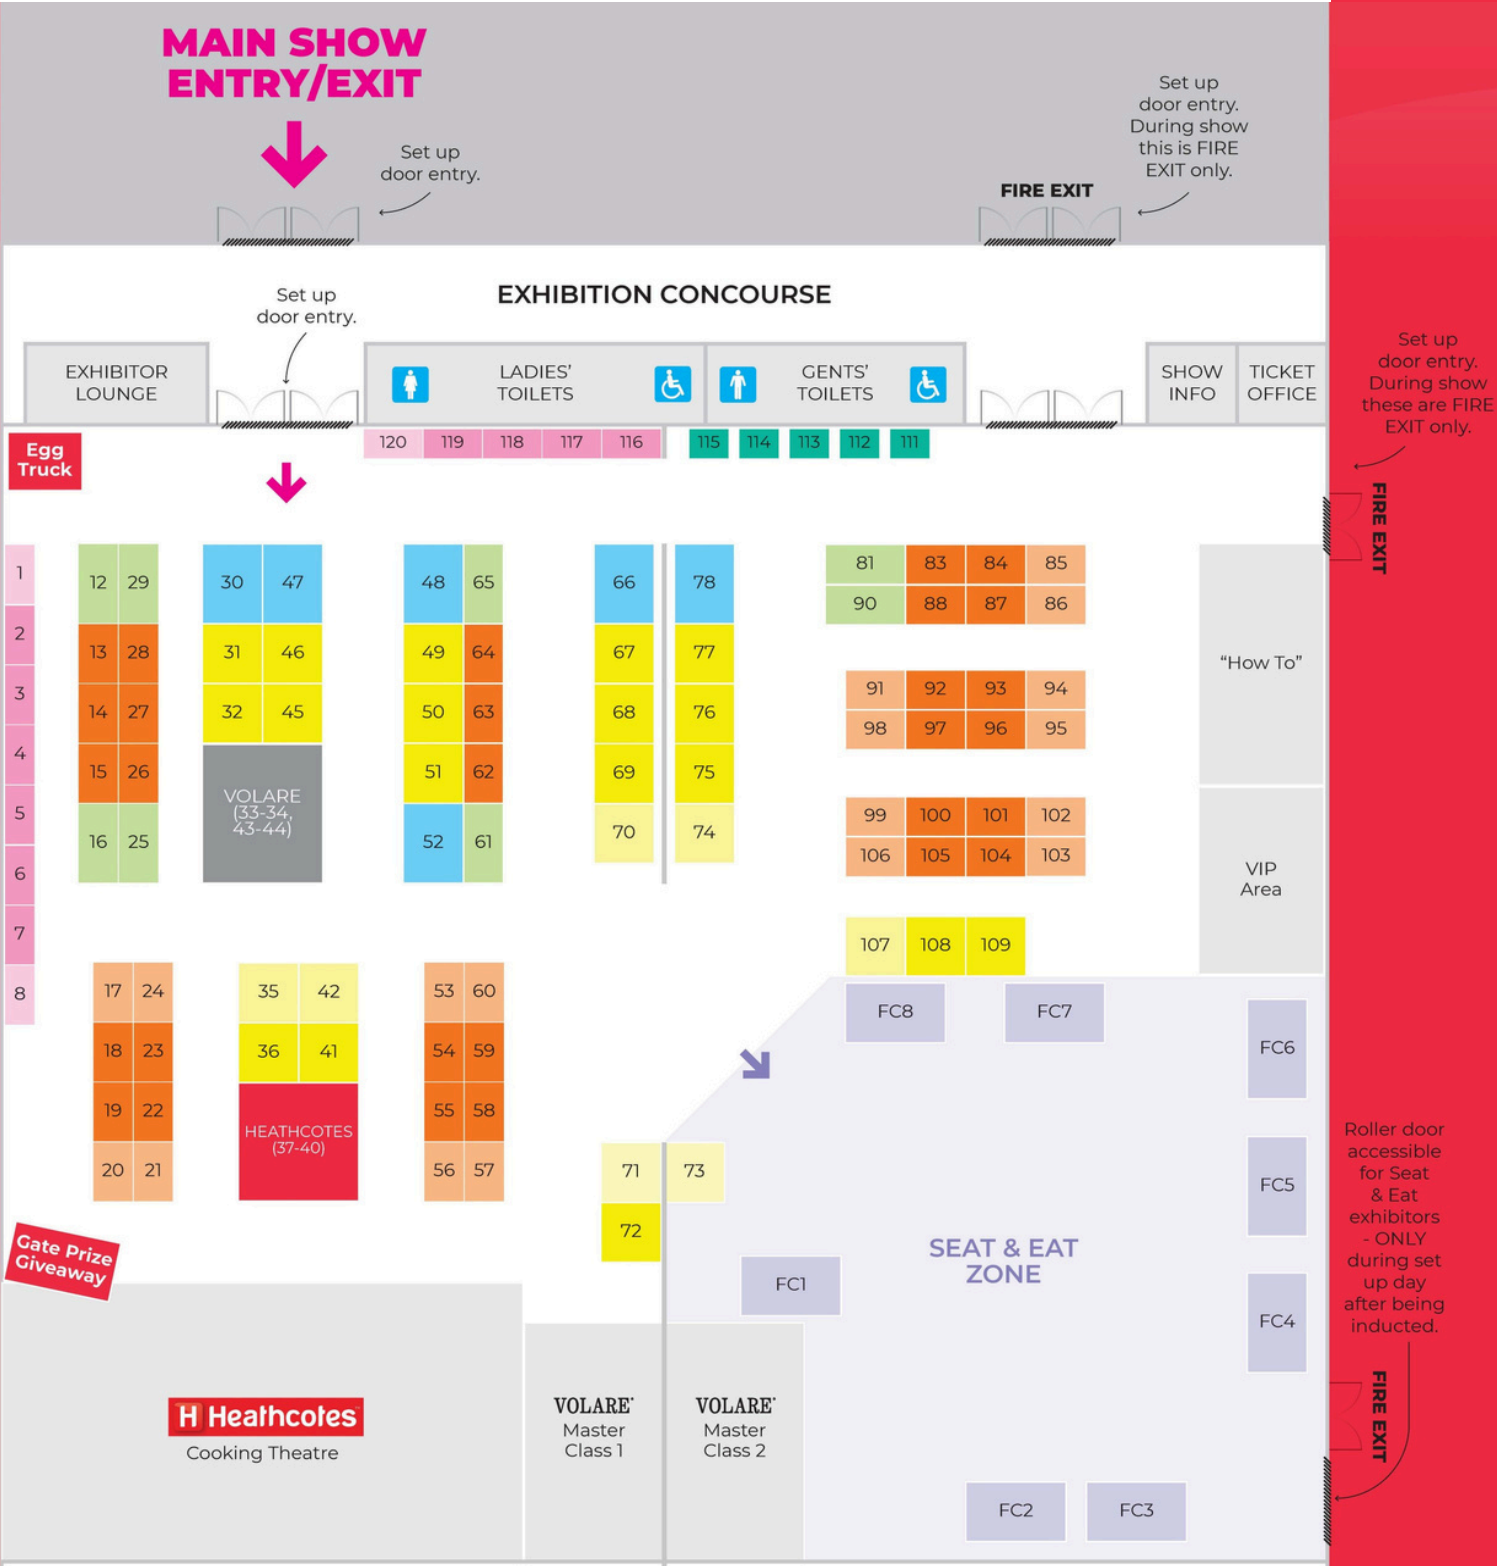 MAIN SHOW
ENTRY/EXIT
Set up
door entry.
Set up
door entry.
During show
this is FIRE
EXIT only.
FIRE EXIT
EXHIBITION CONCOURSE
Set up
door entry.
EXHIBITOR
LOUNGE
LADIES’
TOILETS
GENTS’
TOILETS
SHOW
INFO
TICKET
OFFICE
Set up
door entry.
During show
these are FIRE
EXIT only.
FIRE EXIT
Egg
Truck
120 119 118 117 116 115 114 113 112 111
1
2
3
4
5
6
7
8
12 29
13 28
14 27
15 26
16 25
30 47
31 46
32 45
VOLARE
(33-34,
43-44)
48 65
49 64
50 63
51 62
52 61
66 78
67 77
68 76
69 75
70 74
81 83 84 85
90 88 87 86
91 92 93 94
98 97 96 95
99 100 101 102
106 105 104 103
107 108 109
“How To”
VIP
Area
17 24
18 23
19 22
20 21
35 42
36 41
HEATHCOTES
(37-40)
53 60
54 59
55 58
56 57
71 73
72
FC8 FC7
FC6
FC5
FC4
FC1
SEAT & EAT
ZONE
FC2 FC3
Roller door
accessible
for Seat
& Eat
exhibitors
- ONLY
during set
up day
after being
inducted.
FIRE EXIT
Gate Prize
Giveaway
H Heathcotes
Cooking Theatre
VOLARE
Master
Class 1
VOLARE
Master
Class 2